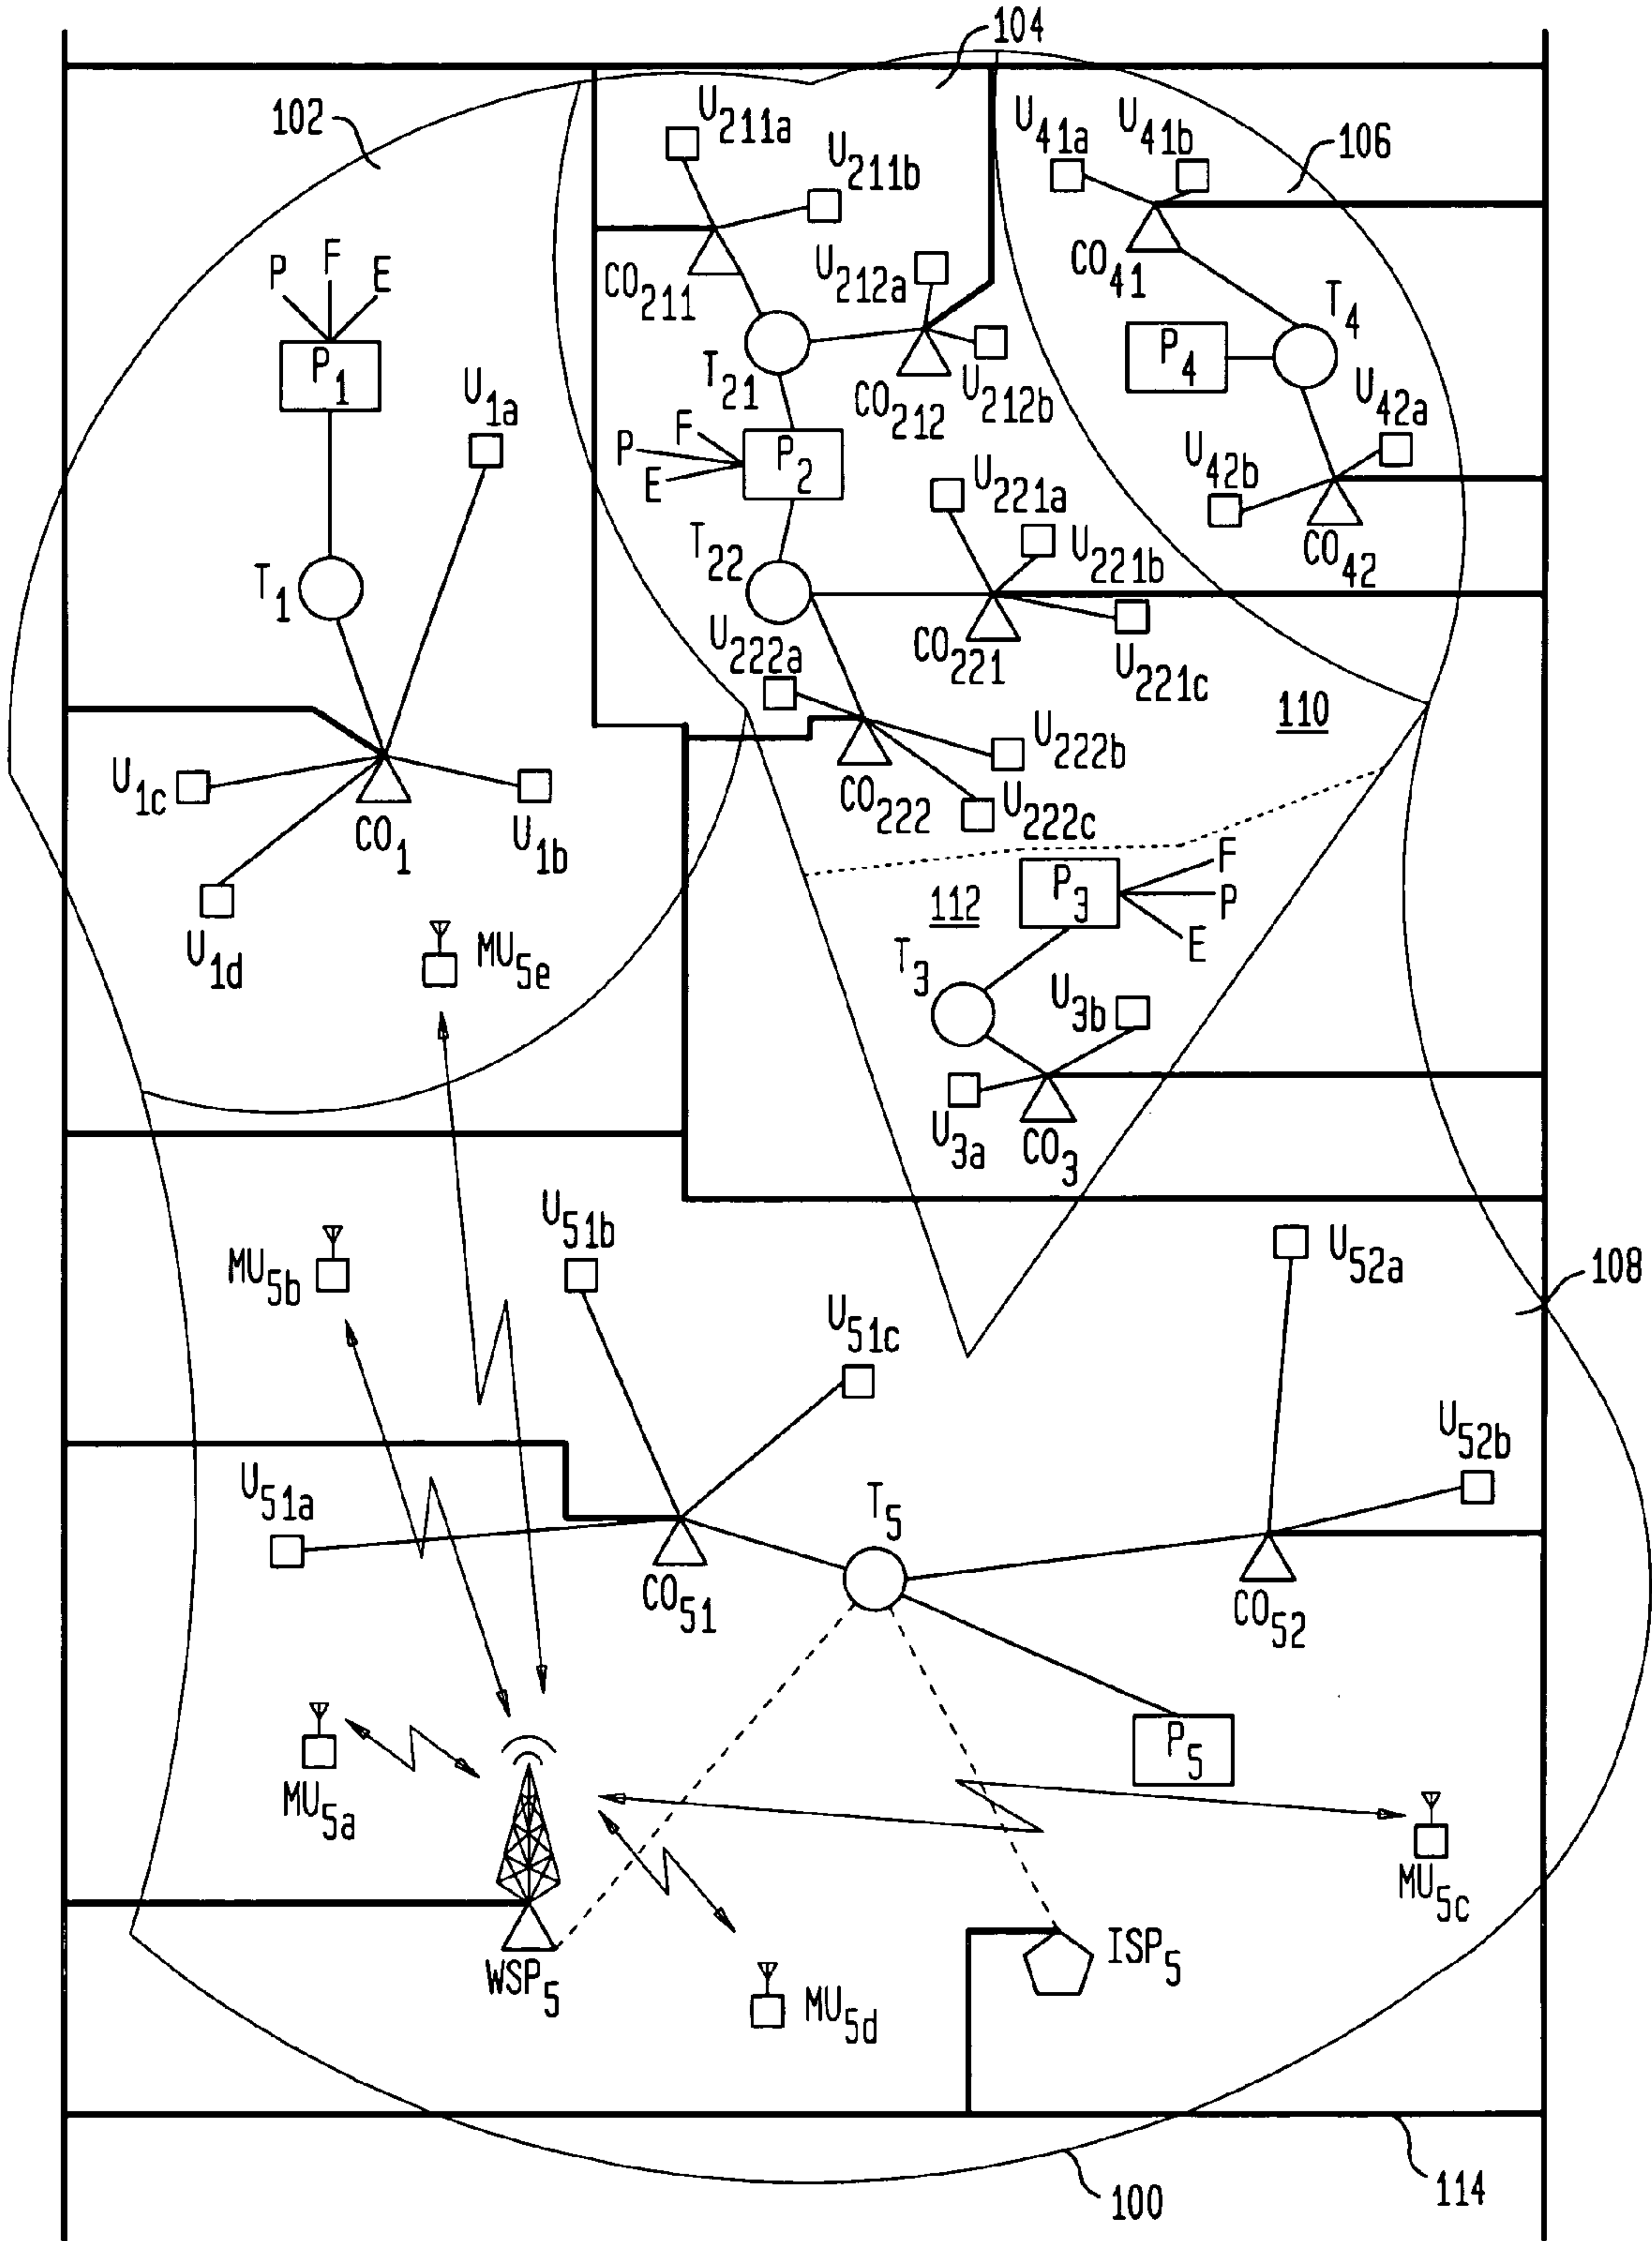 104
102
U211a
U41a
U41b
106
U211b
P
F
E
CO211
U212a
CO41
T4
P1
U1a
T21
CO212
U212b
P4
U42a
F
P
E
P2
U221a
U42b
T22
U221b
CO42
T1
U222a
CO221
U221c
110
U222b
U1c
CO1
U1b
CO222
U222c
F
P3
P
E
112
U1d
MU5e
T3
U3b
U3a
CO3
U51b
U52a
108
MU5b
U51c
U52b
U51a
T5
CO51
CO52
P5
MU5a
MU5c
WSP5
ISP5
MU5d
100
114